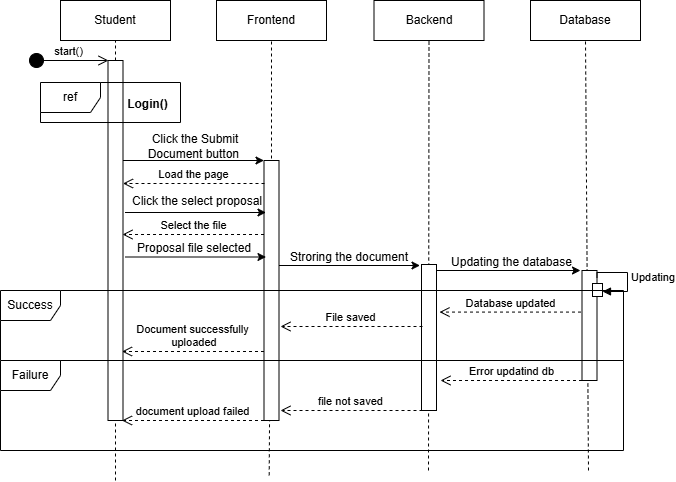 Student
Frontend
Backend
Database
start()
ref
Login()
Click the Submit
Document button
Load the page
Click the select proposal
Select the file
Proposal file selected
Stroring the document
Updating the database
Updating
Success
Database updated
File saved
Document successfully
uploaded
Failure
Error updatind db
file not saved
document upload failed